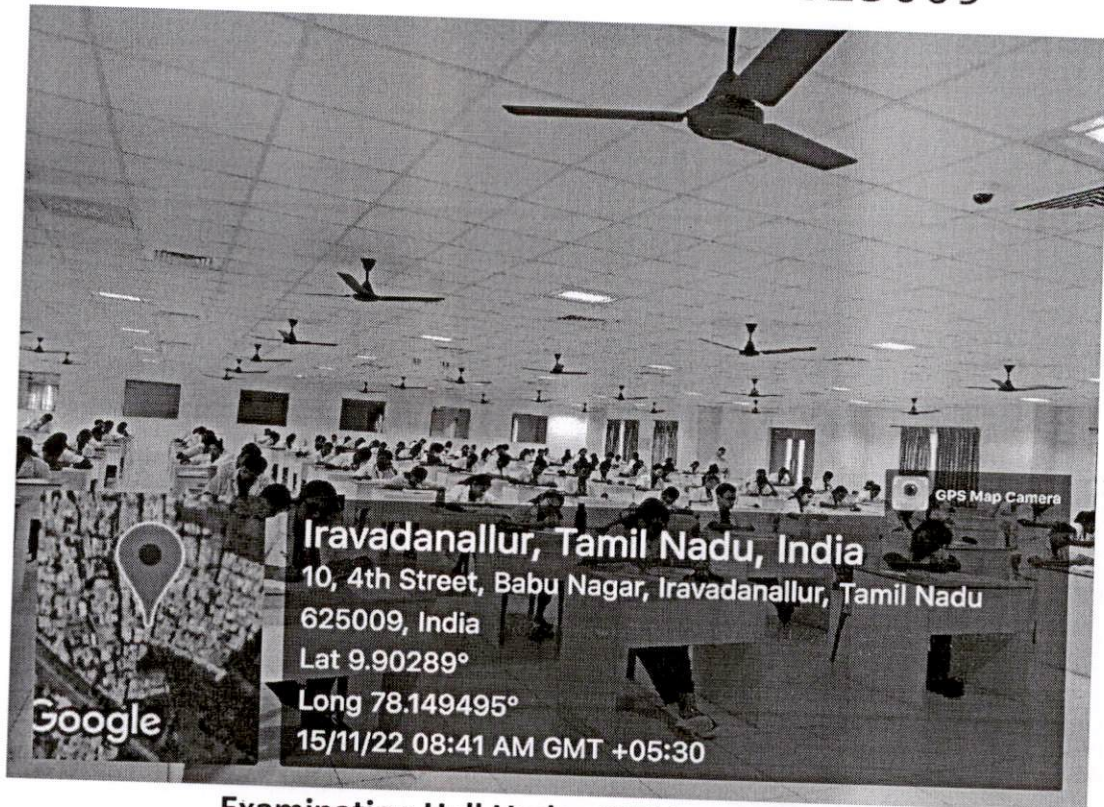 GPS Map Camera
Iravadanallur, Tamil Nadu, India
10, 4th Street, Babu Nagar, Iravadanallur, Tamil Nadu
625009, India
Lat 9.90289°
Long 78.149495°
15/11/22 08:41 AM GMT +05:30
Google